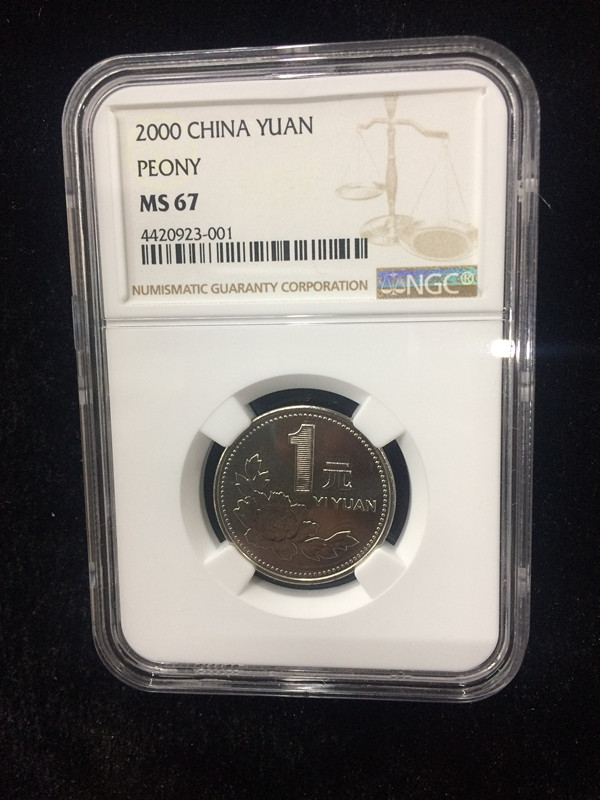 2000 CHINA YUAN
PEONY
MS 67
4420923-001
NUMISMATIC GUARANTY CORPORATION
NGC®
1元
YI YUAN